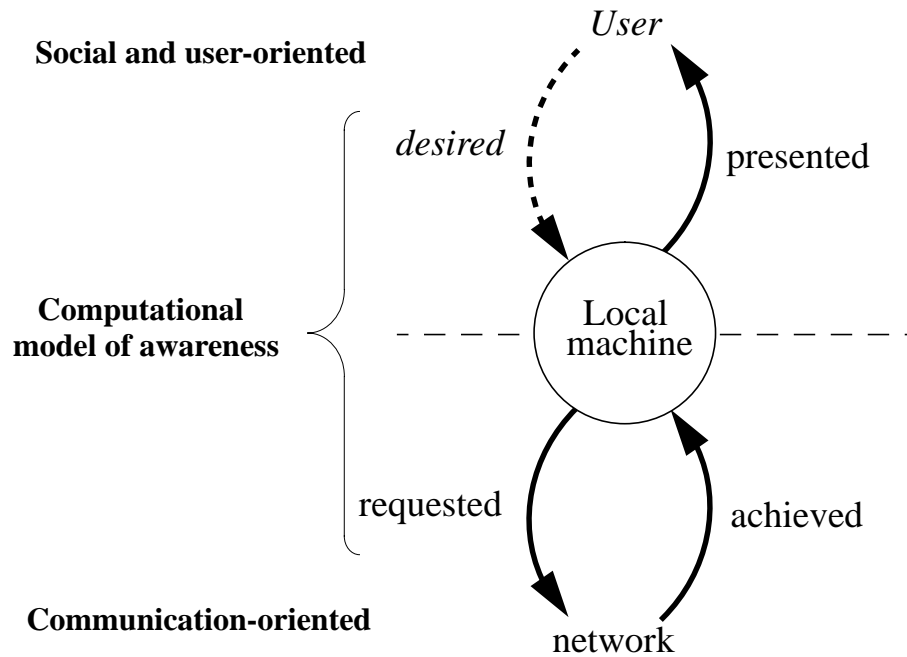 User
Social and user-oriented
desired
presented
Computational
model of awareness
Local
machine
requested
achieved
Communication-oriented
network